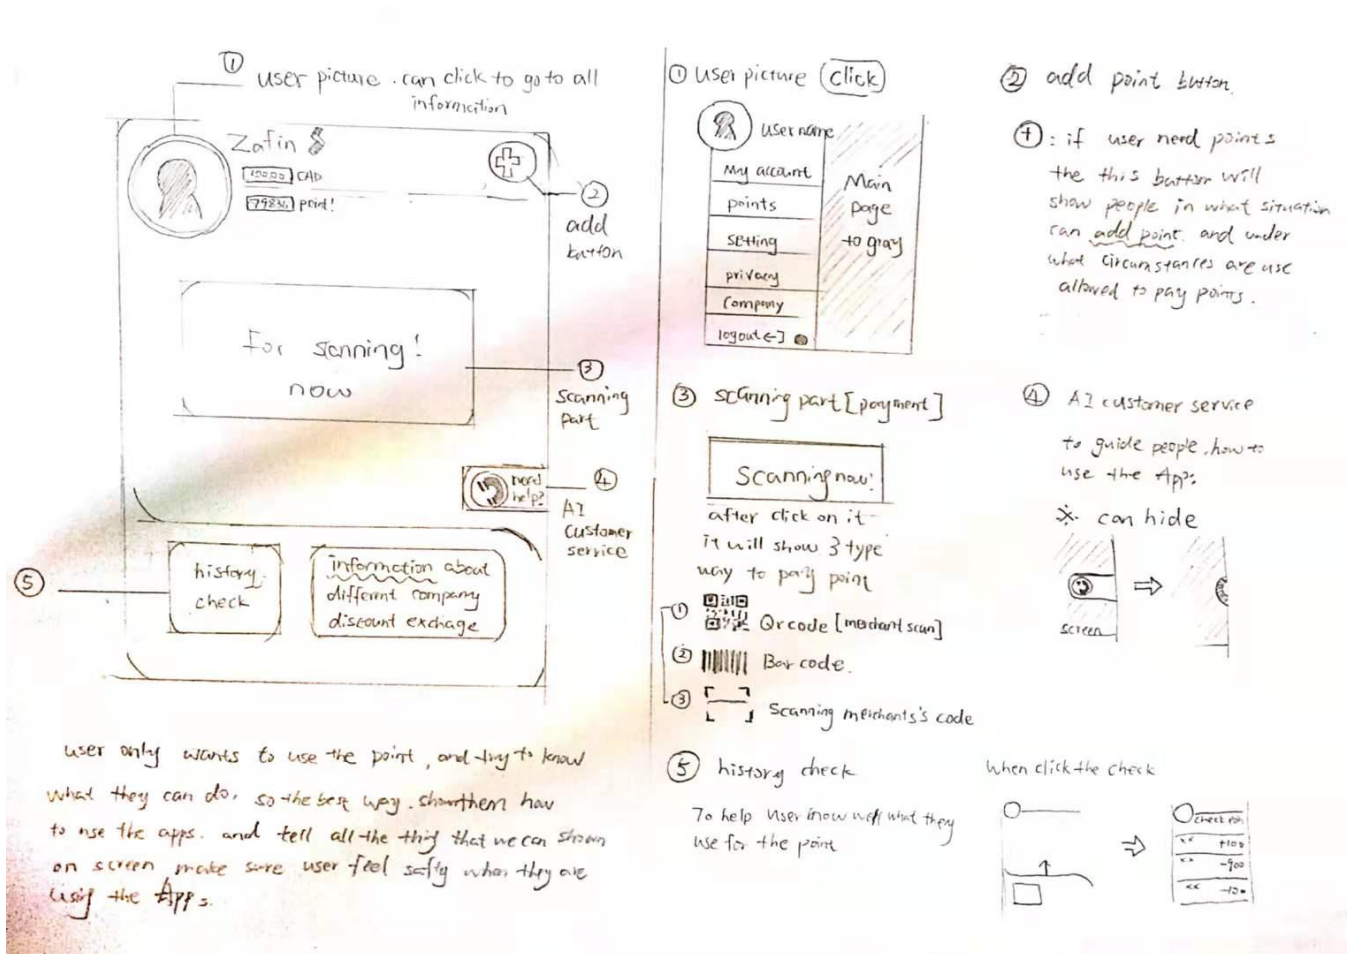 ① user picture. can click to go to all
information
Zafin
CAD
79836 point!
② add
button
For scanning!
now
③ scanning
part
need
help?
④ AI
customer
service
⑤ history
check
information about
different company
discount exchage
user only wants to use the point, and try to know
what they can do. so the best way. show them how
to use the apps. and tell all the thing that we can shown
on screen, make sure user feel safty when they are
using the Apps.
① user picture click
user name
My account
points
setting
privacy
Company
logout
Main
page
to gray
② add point button.
+ : if user need points
the this button will
show people in what situation
can add point. and under
what circumstances are use
allowed to pay points.
③ scanning part [payment]
Scanning now!
after click on it
it will show 3 type
way to pay point
① Qrcode [merchant scan]
② Bar code.
③ Scanning merchants's code
④ AI customer service
to guide people. how to
use the App.
※. can hide
screen
⑤ history check
To help user know well what they
use for the point
When click the check
check
+100
-900